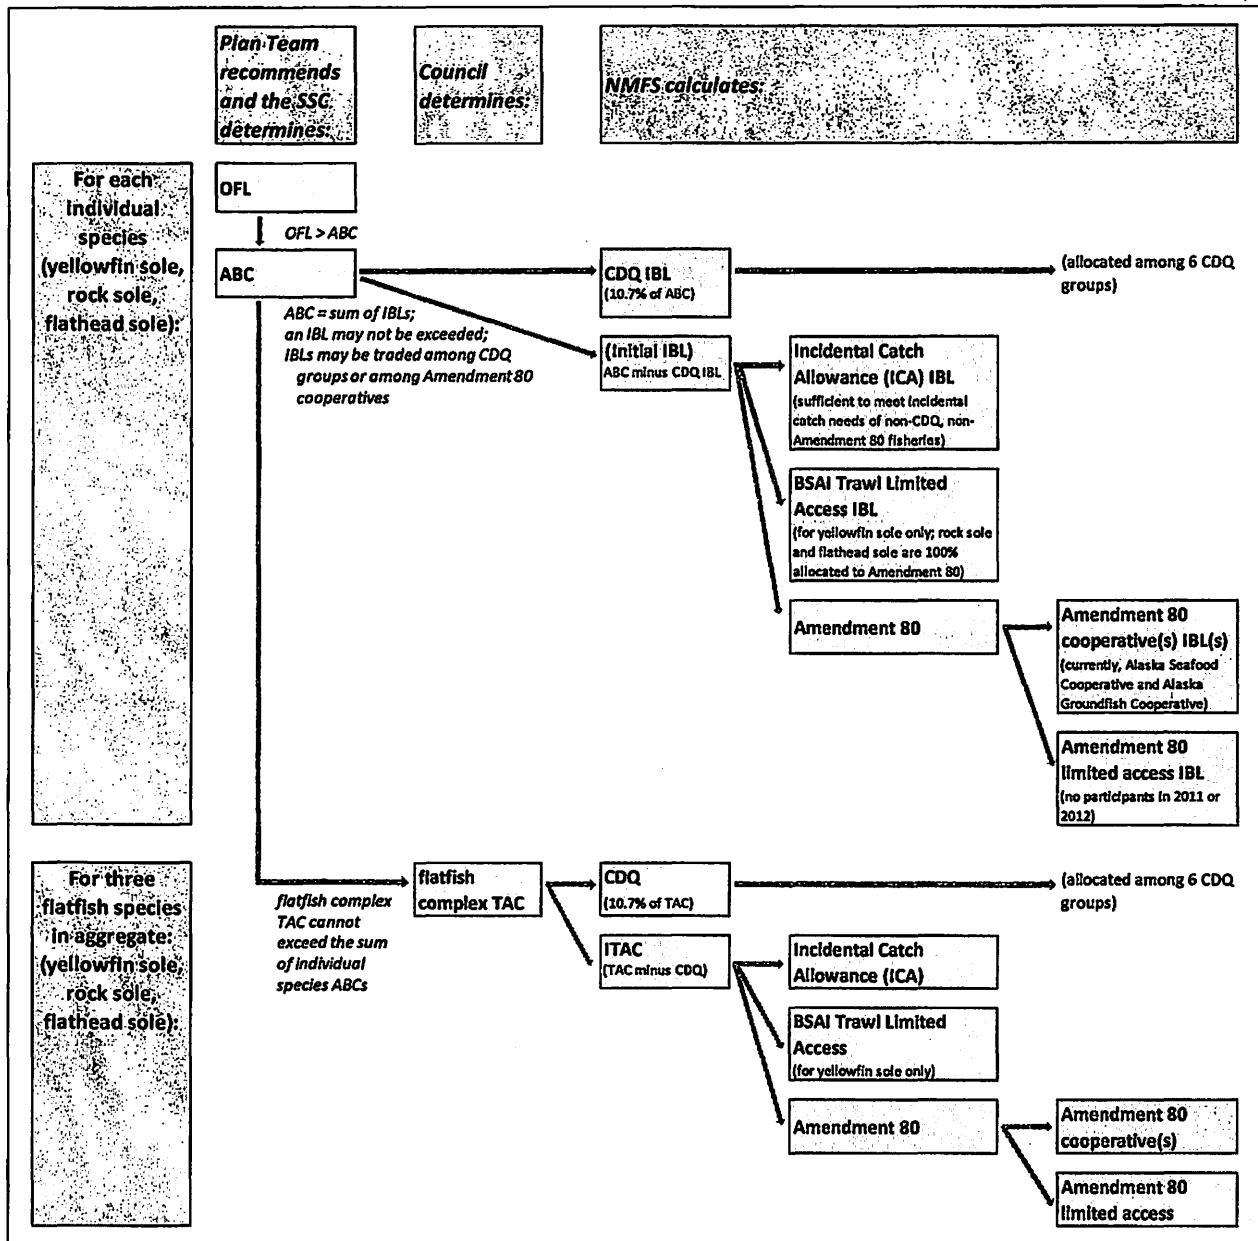 Plan Team
recommends
and the SSC
determines:
Council
determines:
NMFS calculates:
For each
individual
species
(yellowfin sole,
rock sole,
flathead sole):
OFL
OFL > ABC
ABC
ABC = sum of IBLs;
an IBL may not be exceeded;
IBLs may be traded among CDQ
groups or among Amendment 80
cooperatives
CDQ IBL
(10.7% of ABC)
(allocated among 6 CDQ
groups)
(Initial IBL)
ABC minus CDQ IBL
Incidental Catch
Allowance (ICA) IBL
(sufficient to meet incidental
catch needs of non-CDQ, non-
Amendment 80 fisheries)
BSAI Trawl Limited
Access IBL
(for yellowfin sole only; rock sole
and flathead sole are 100%
allocated to Amendment 80)
Amendment 80
Amendment 80
cooperative(s) IBL(s)
(currently, Alaska Seafood
Cooperative and Alaska
Groundfish Cooperative)
Amendment 80
limited access IBL
(no participants in 2011 or
2012)
For three
flatfish species
in aggregate:
(yellowfin sole,
rock sole,
flathead sole):
flatfish complex
TAC cannot
exceed the sum
of individual
species ABCs
flatfish
complex TAC
CDQ
(10.7% of TAC)
(allocated among 6 CDQ
groups)
ITAC
(TAC minus CDQ)
Incidental Catch
Allowance (ICA)
BSAI Trawl Limited
Access
(for yellowfin sole only)
Amendment 80
Amendment 80
cooperative(s)
Amendment 80
limited access